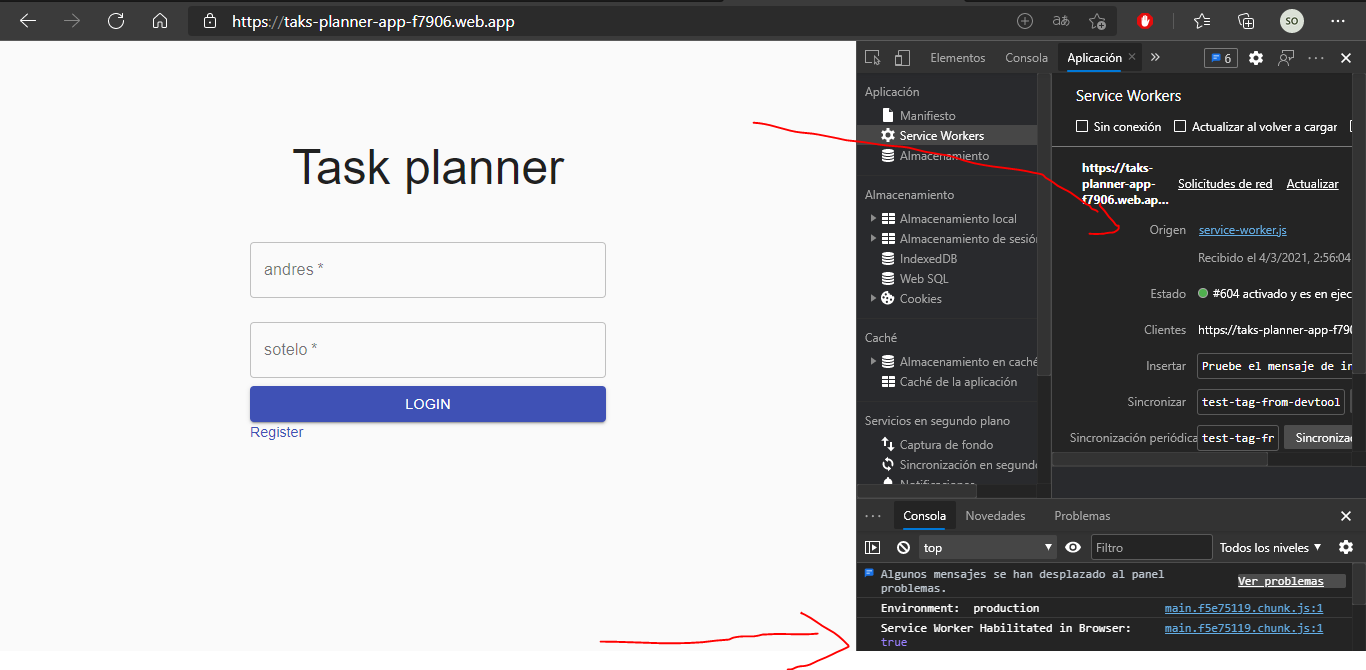 https://taks-planner-app-f7906.web.app
aあ
SO
Task planner
andres *
sotelo *
LOGIN
Register
Elementos Consola Aplicación 6
Aplicación
Manifiesto
Service Workers
Almacenamiento
Almacenamiento
Almacenamiento local
Almacenamiento de sesión
IndexedDB
Web SQL
Cookies
Caché
Almacenamiento en caché
Caché de la aplicación
Servicios en segundo plano
Captura de fondo
Sincronización en segundo
Notificaciones
Service Workers
Sin conexión Actualizar al volver a cargar
https://taks-
planner-app-
f7906.web.ap...
Solicitudes de red Actualizar
Origen service-worker.js
Recibido el 4/3/2021, 2:56:04
Estado #604 activado y es en ejec
Clientes https://taks-planner-app-f790
Insertar Pruebe el mensaje de in
Sincronizar test-tag-from-devtool
Sincronización periódica test-tag-fr Sincroniza
Consola Novedades Problemas
top Filtro Todos los niveles
Algunos mensajes se han desplazado al panel
problemas.
Ver problemas
Environment: production main.f5e75119.chunk.js:1
Service Worker Habilitated in Browser: main.f5e75119.chunk.js:1
true